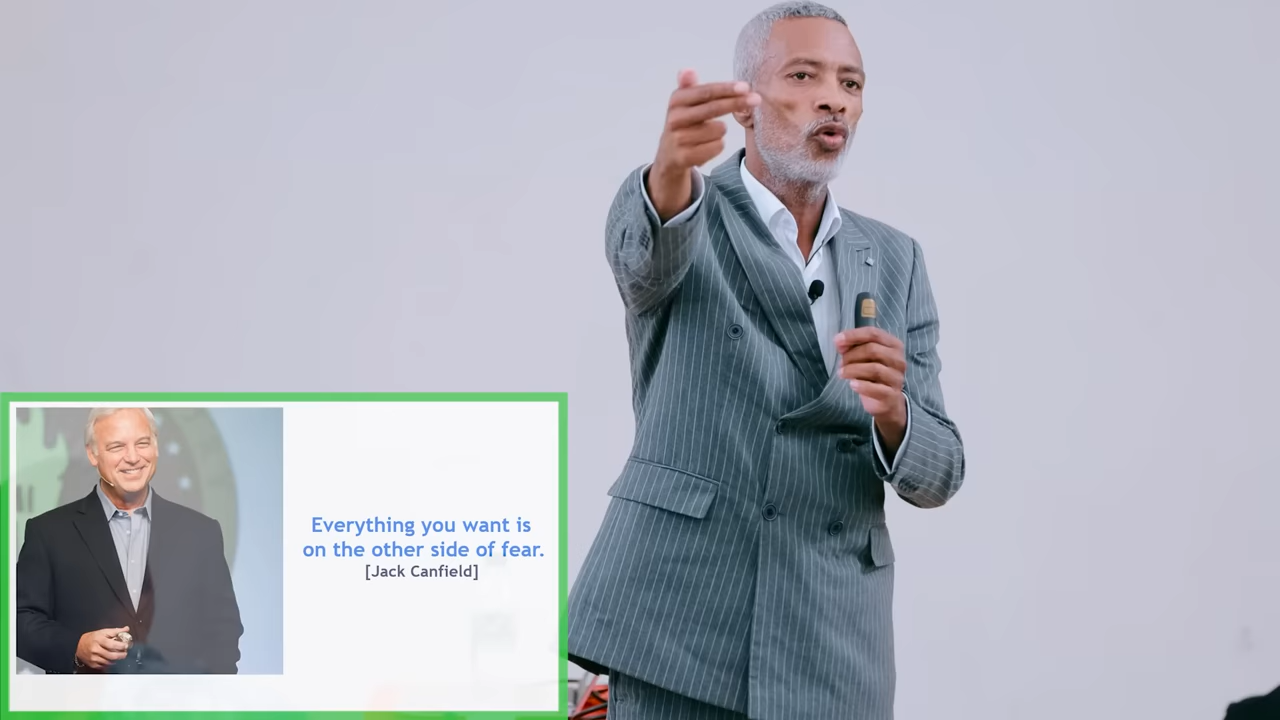 Everything you want is
on the other side of fear.
[Jack Canfield]